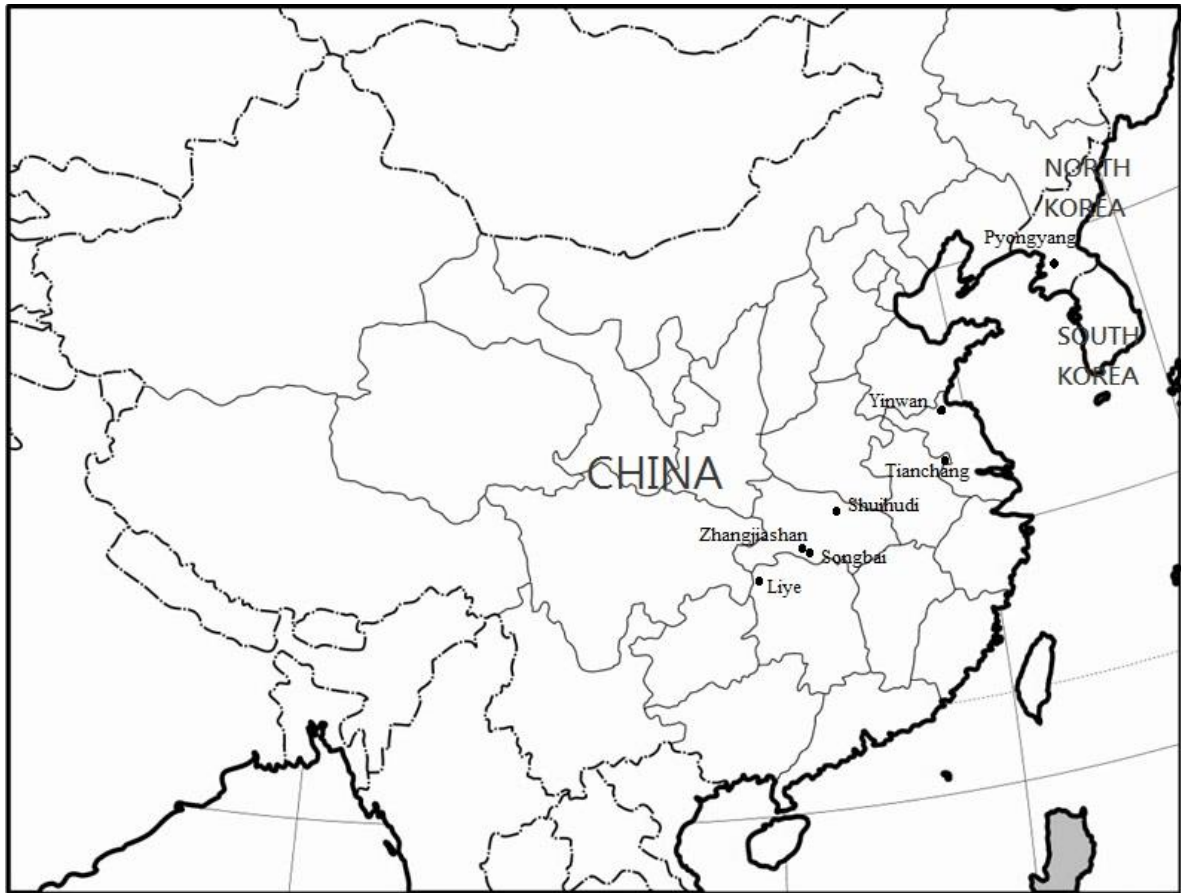 NORTH
KOREA
Pyongyang
SOUTH
KOREA
Yinwan
CHINA
Tianchang
Shuihudi
Zhangjiashan
Songbai
Liye